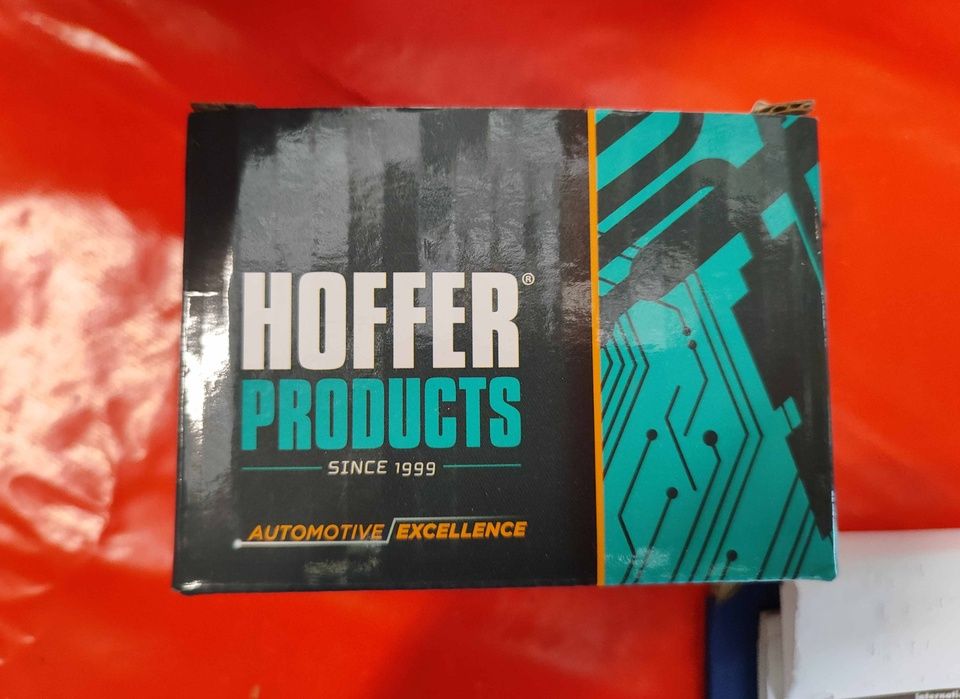 HOFFER®
PRODUCTS
SINCE 1999
AUTOMOTIVE EXCELLENCE